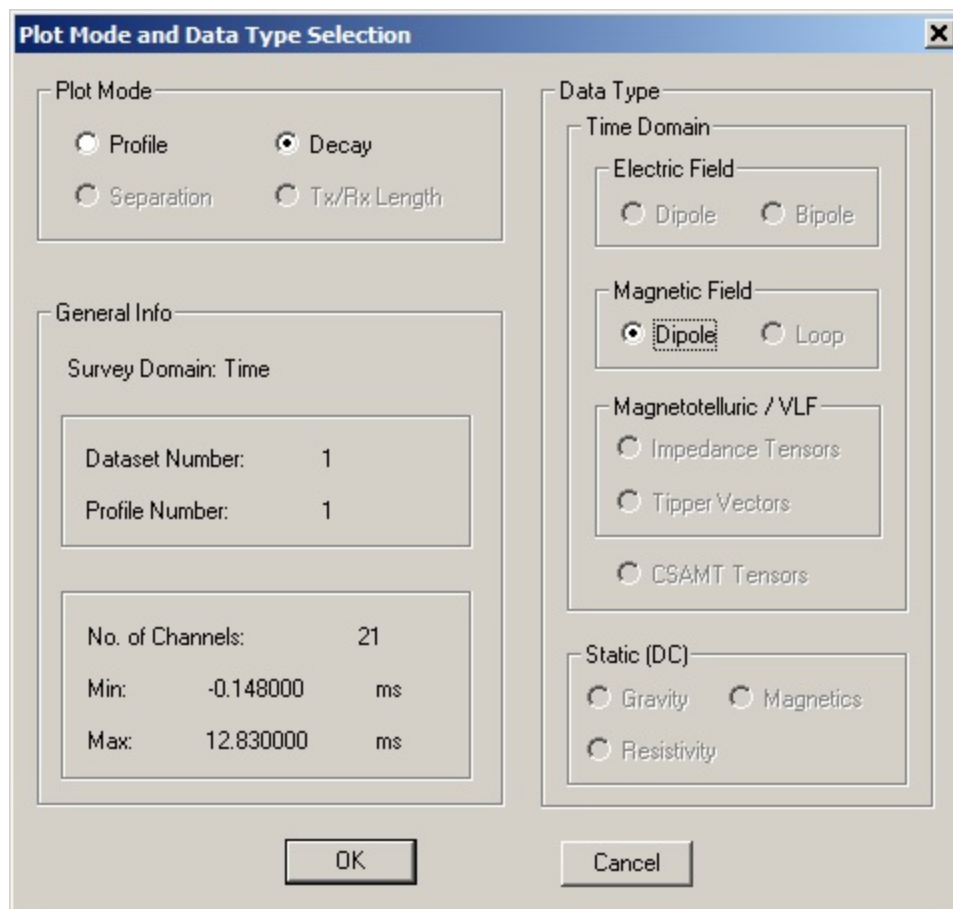 Plot Mode and Data Type Selection
Plot Mode
Profile Decay
Separation Tx/Rx Length
General Info
Survey Domain: Time
Dataset Number: 1
Profile Number: 1
No. of Channels: 21
Min: -0.148000 ms
Max: 12.830000 ms
Data Type
Time Domain
Electric Field
Dipole Bipole
Magnetic Field
Dipole Loop
Magnetotelluric / VLF
Impedance Tensors
Tipper Vectors
CSAMT Tensors
Static (DC)
Gravity Magnetics
Resistivity
OK Cancel